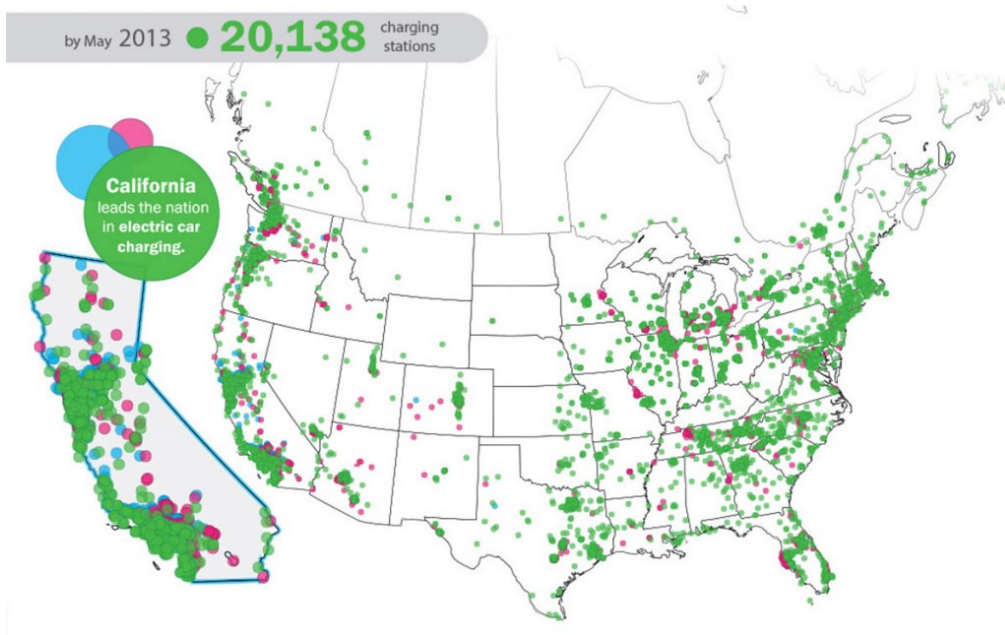 by May 2013 20,138 charging
stations
California
leads the nation
in electric car
charging.